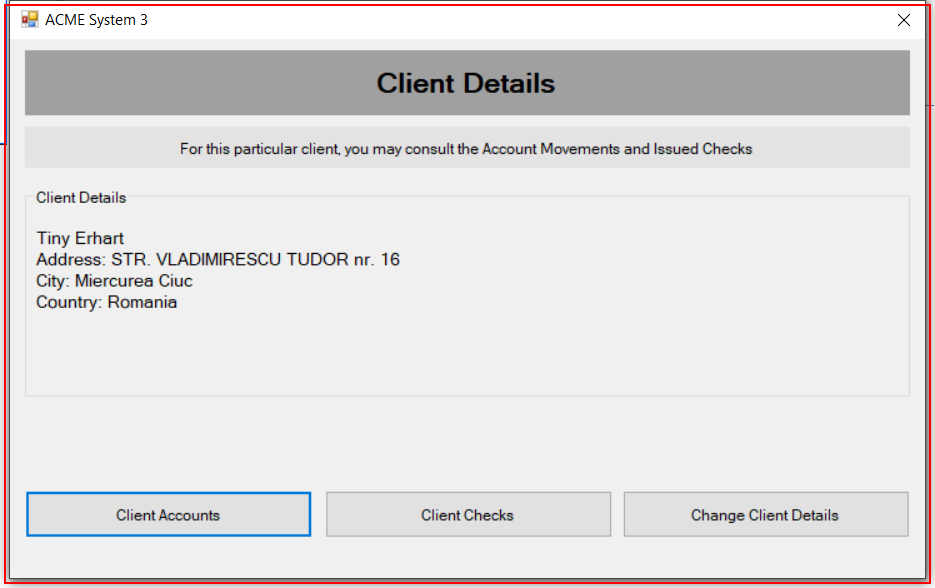 ACME System 3
Client Details
For this particular client, you may consult the Account Movements and Issued Checks
Client Details
Tiny Erhart
Address: STR. VLADIMIRESCU TUDOR nr. 16
City: Miercurea Ciuc
Country: Romania
Client Accounts
Client Checks
Change Client Details